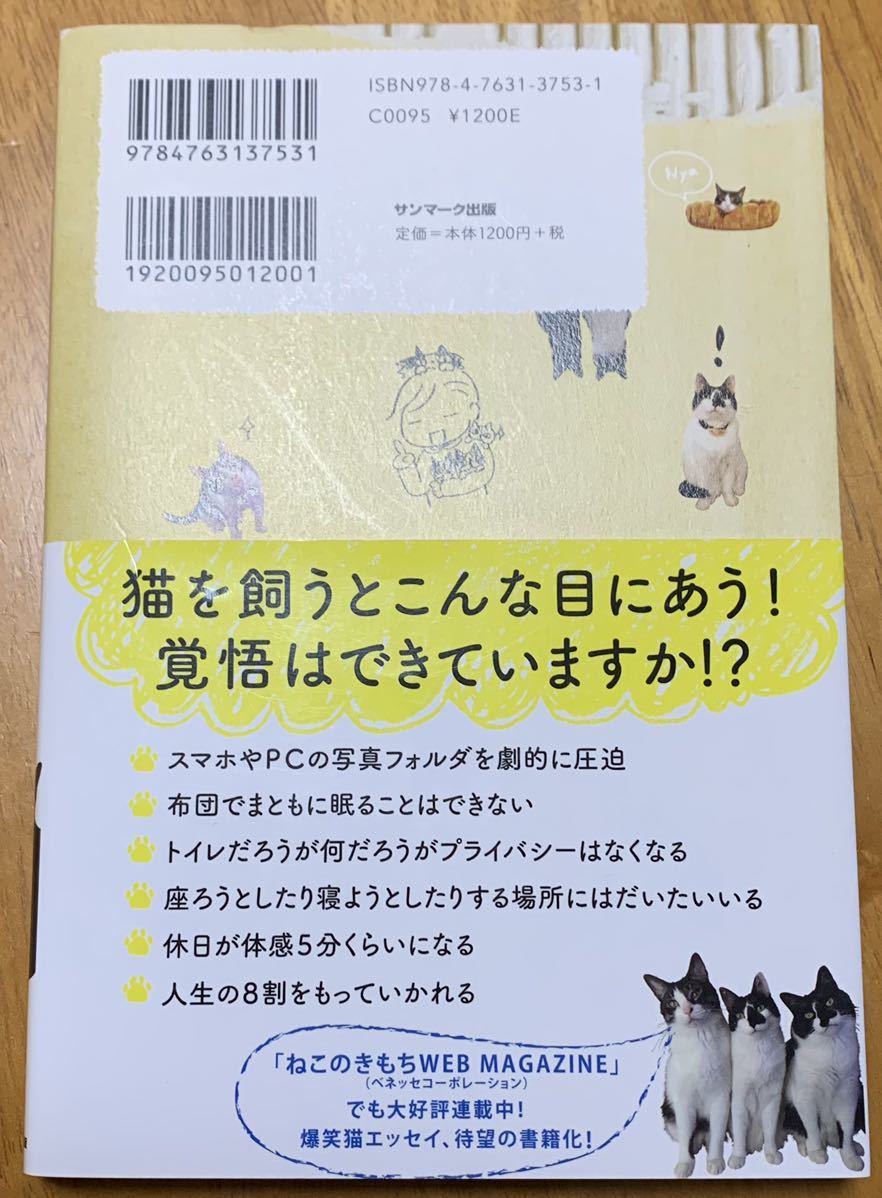 ISBN978-4-7631-3753-1
C0095 ¥1200E
9784763137531
サンマーク出版
定価=本体1200円+税
1920095012001
Nya
!
猫を飼うとこんな目にあう!
覚悟はできていますか!?
スマホやPCの写真フォルダを劇的に圧迫
布団でまともに眠ることはできない
トイレだろうが何だろうがプライバシーはなくなる
座ろうとしたり寝ようとしたりする場所にはだいたいいる
休日が体感5分くらいになる
人生の8割をもっていかれる
「ねこのきもちWEB MAGAZINE」
(ベネッセコーポレーション)
でも大好評連載中!
爆笑猫エッセイ、待望の書籍化!